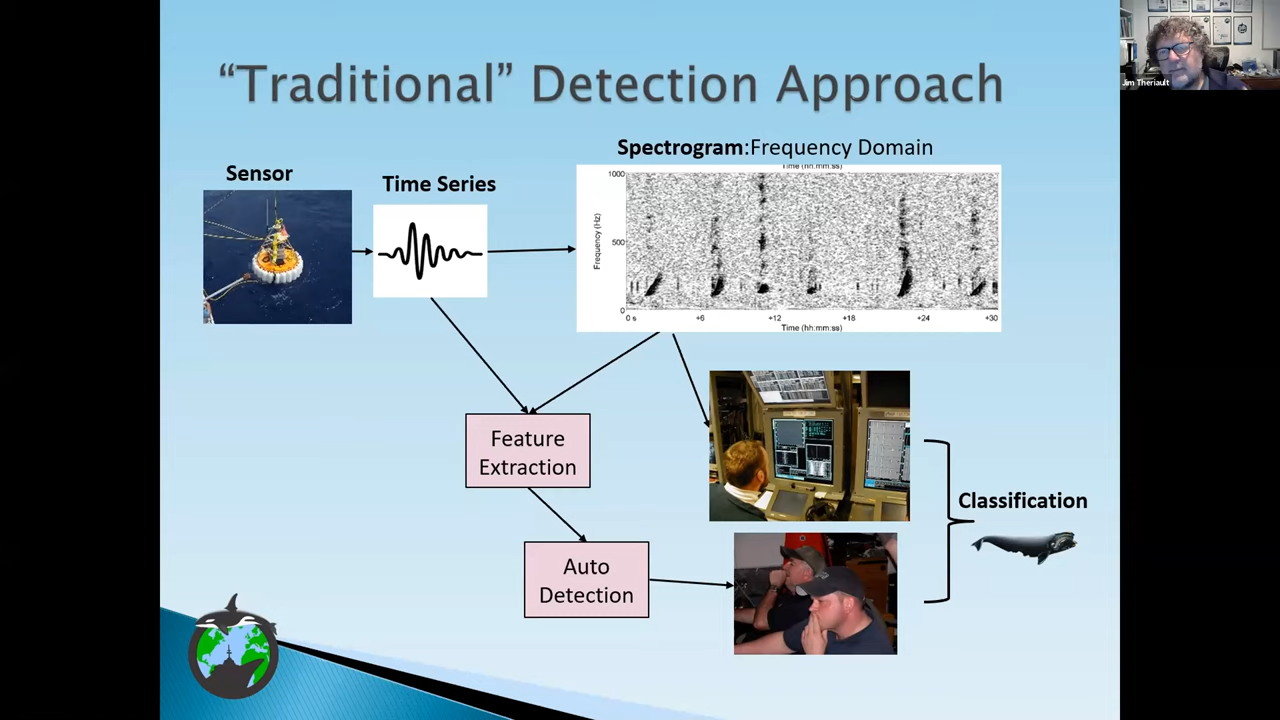 “Traditional” Detection Approach
Jim Theriault
Spectrogram:Frequency Domain
Sensor
Time Series
Time (hh:mm:ss)
1000
500
0
Frequency (Hz)
0 s
+6
+12
+18
+24
+30
Time (hh:mm:ss)
Feature
Extraction
Classification
Auto
Detection